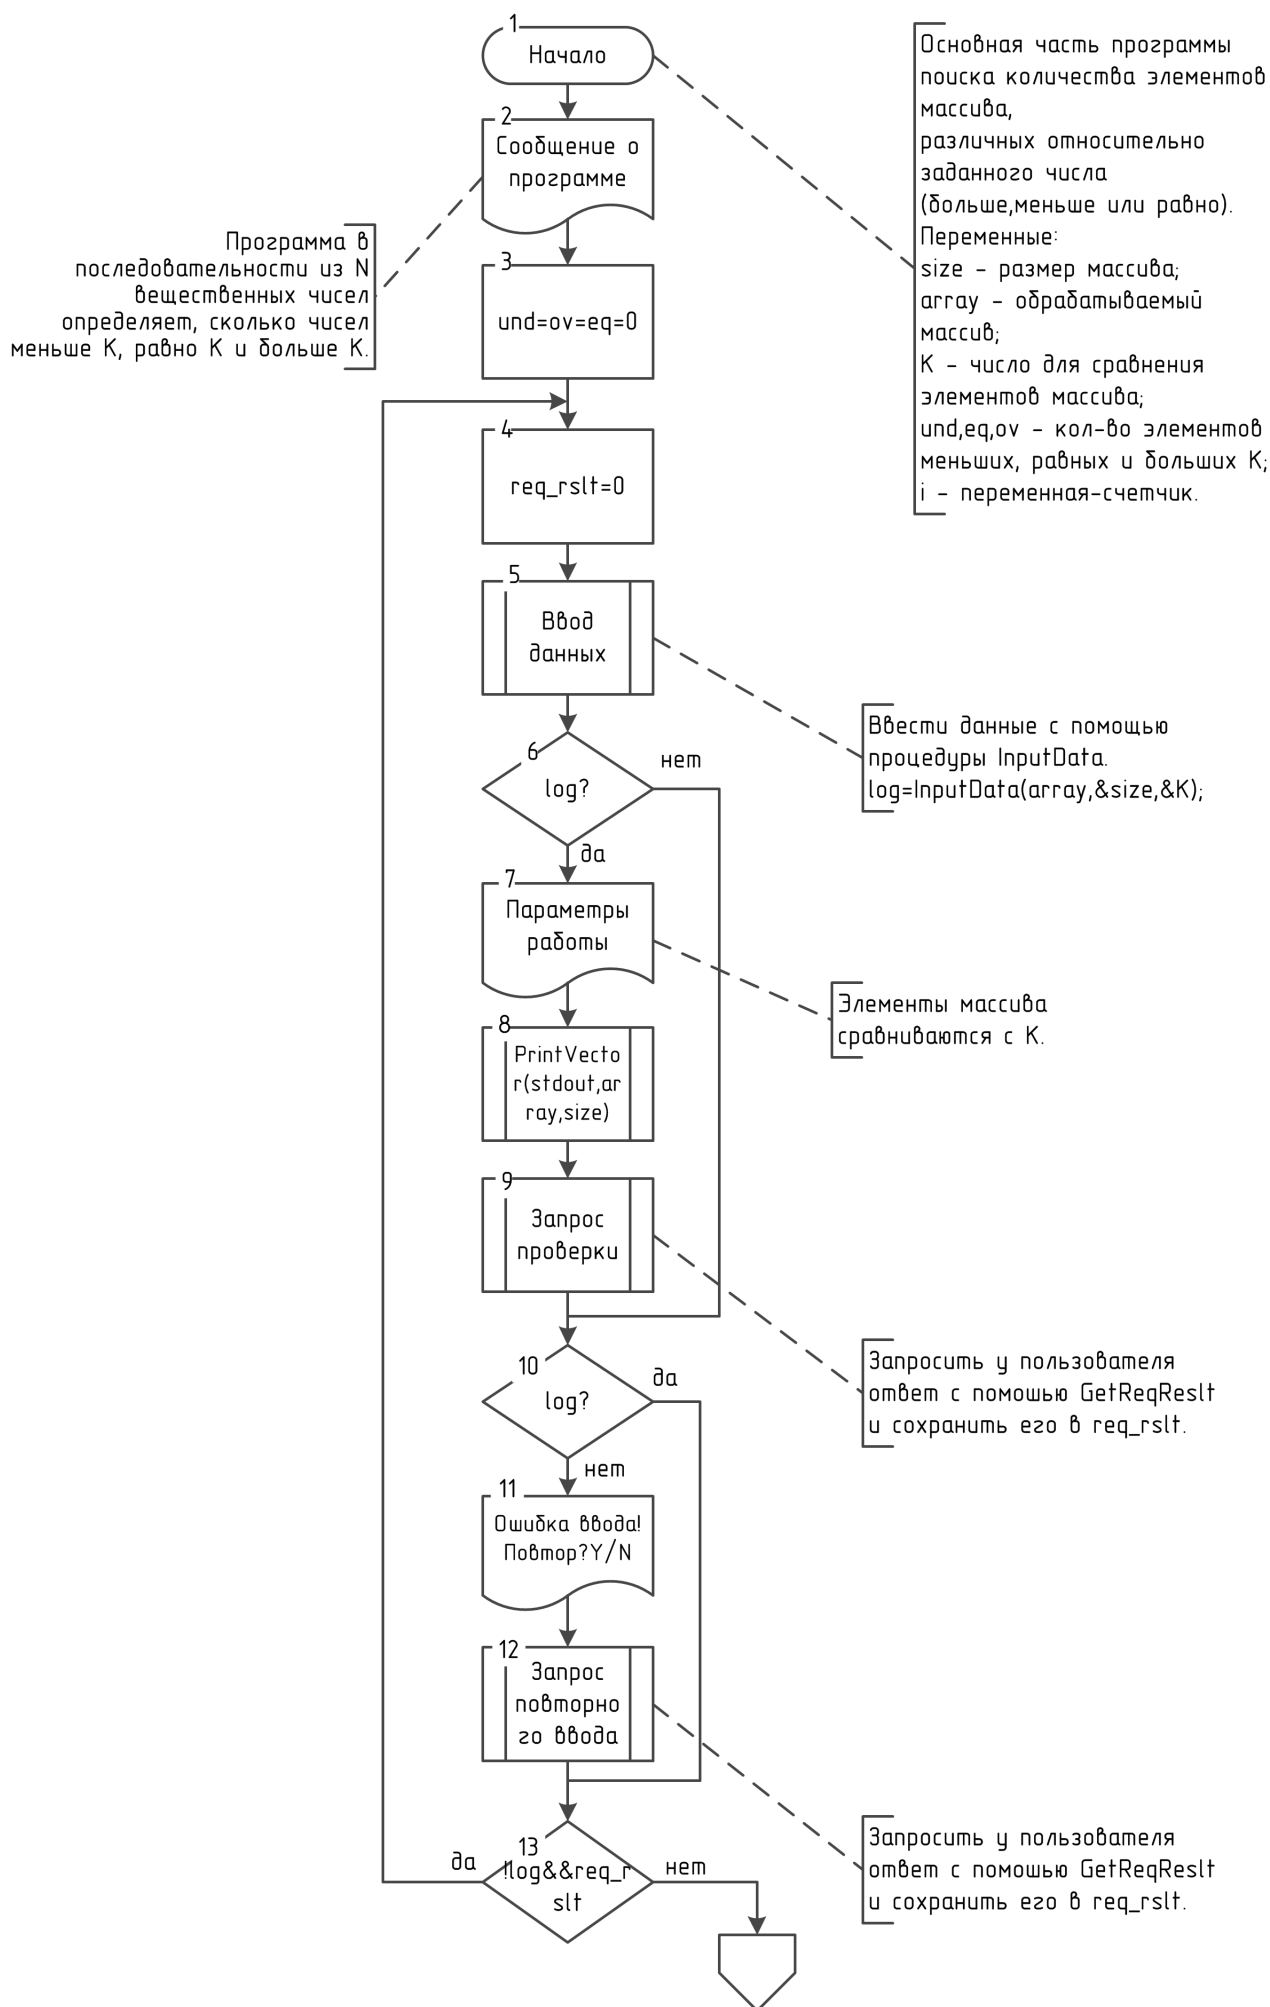 1
Начало
Основная часть программы
поиска количества элементов
массива,
различных относительно
заданного числа
(больше,меньше или равно).
Переменные:
size – размер массива;
array – обрабатываемый
массив;
K – число для сравнения
элементов массива;
und,eq,ov – кол-во элементов
меньших, равных и больших K;
i – переменная-счетчик.
2
Сообщение о
программе
Программа в
последовательности из N
вещественных чисел
определяет, сколько чисел
меньше K, равно K и больше K.
3
und=ov=eq=0
4
req_rslt=0
5
Ввод
данных
Ввести данные с помощью
процедуры InputData.
log=InputData(array,&size,&K);
6
log?
нет
да
7
Параметры
работы
Элементы массива
сравниваются с K.
8
PrintVecto
r(stdout,ar
ray,size)
9
Запрос
проверки
Запросить у пользователя
ответ с помошью GetReqReslt
и сохранить его в req_rslt.
10
log?
да
нет
11
Ошибка ввода!
Повтор?Y/N
12
Запрос
повторно
го ввода
Запросить у пользователя
ответ с помошью GetReqReslt
и сохранить его в req_rslt.
13
!log&&req_r
slt
да
нет